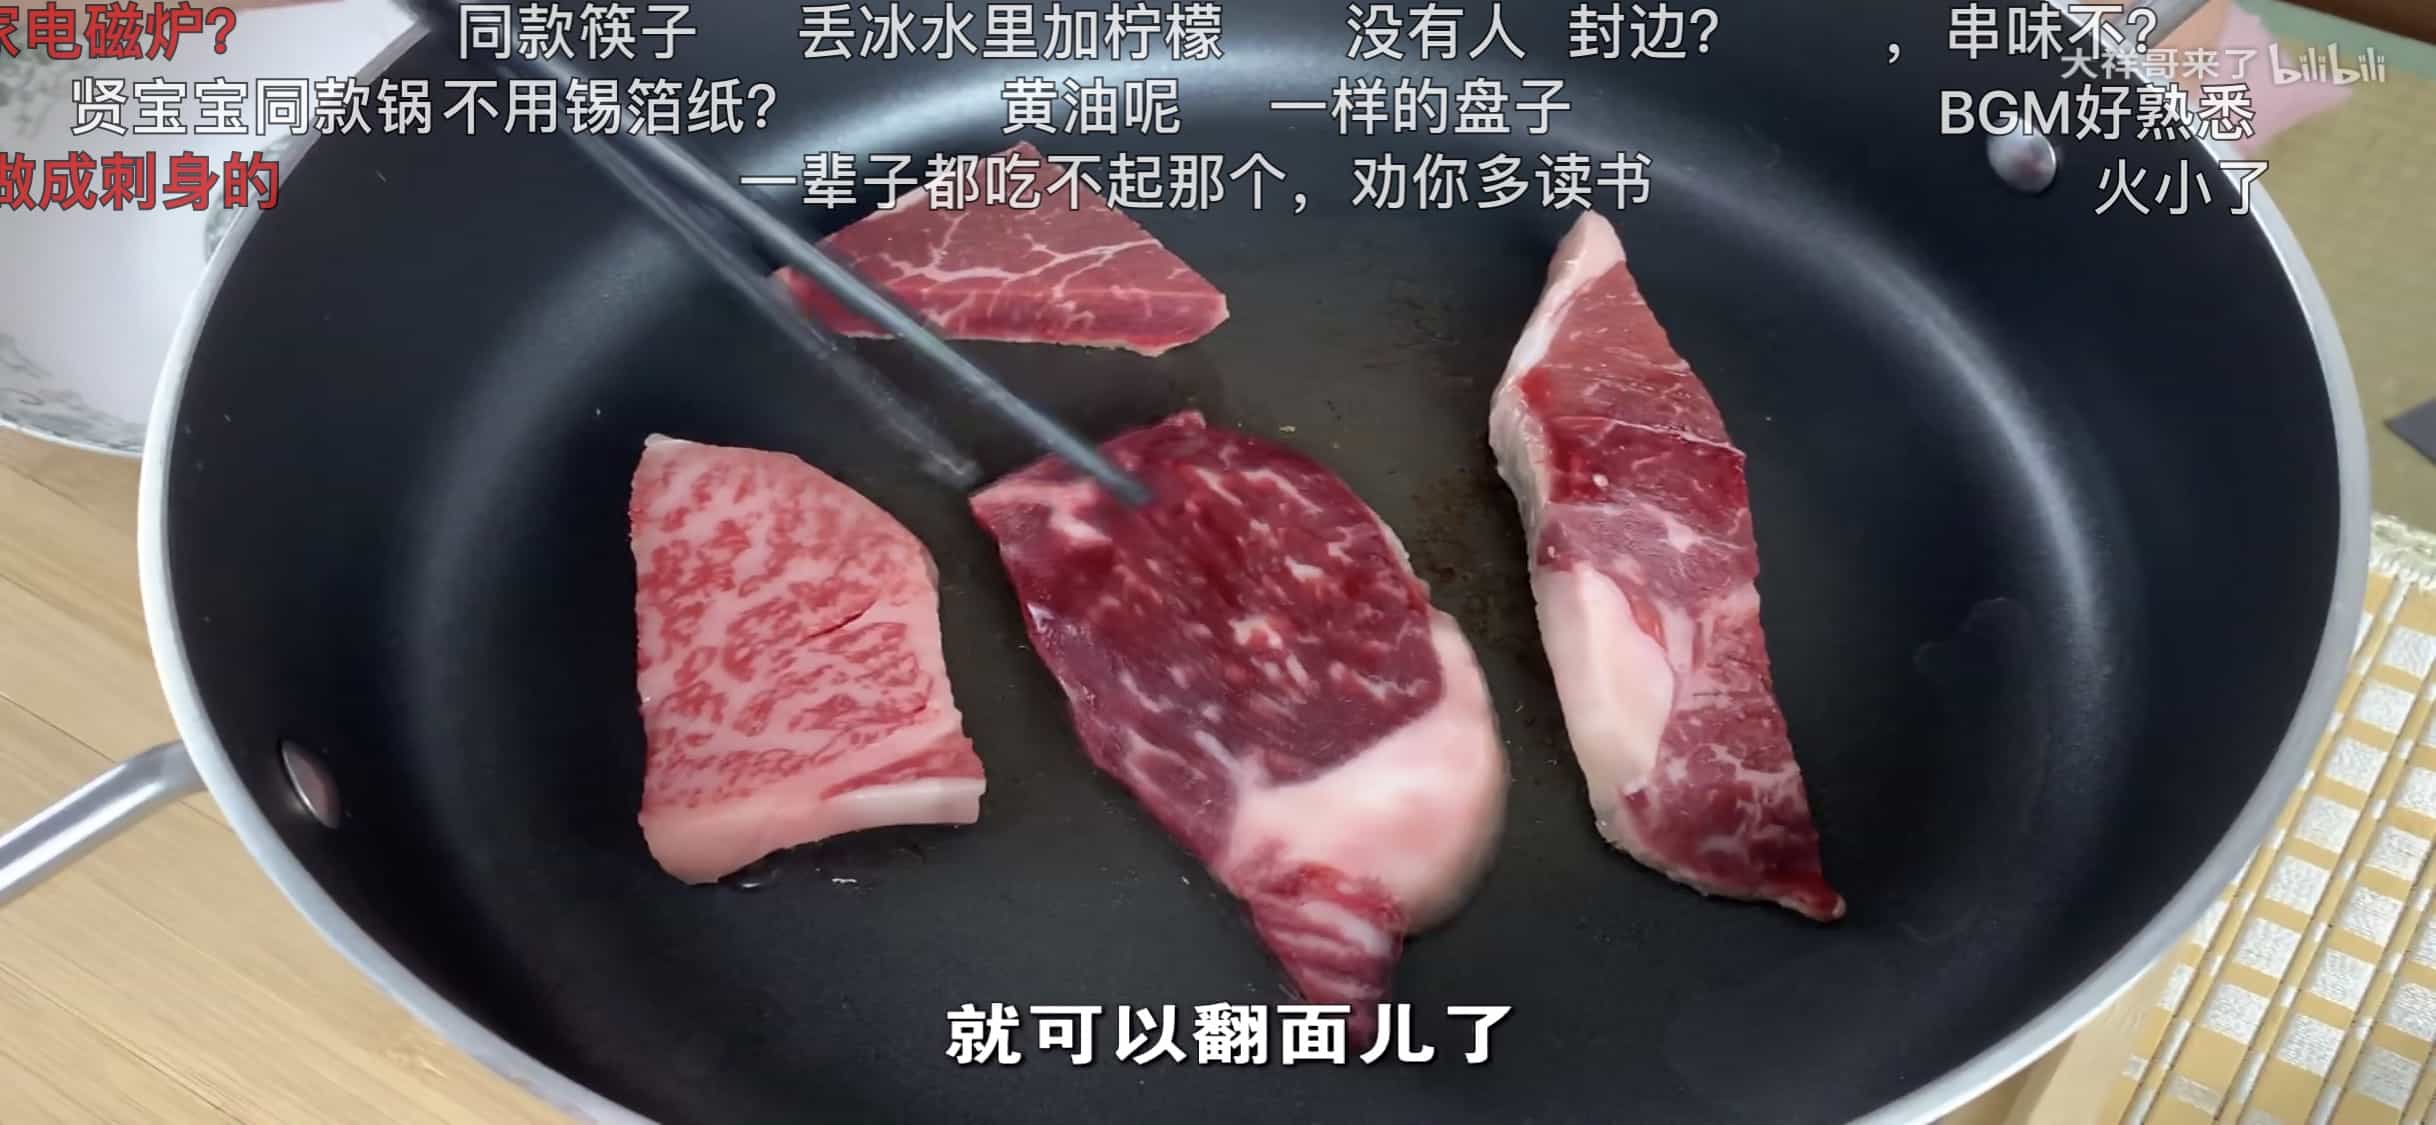 家电磁炉? 同款筷子 丢冰水里加柠檬 没有人 封边? ，串味不?
大祥哥来了 bilibili
贤宝宝同款锅 不用锡箔纸? 黄油呢 一样的盘子 BGM好熟悉
做成刺身的 一辈子都吃不起那个，劝你多读书 火小了
就可以翻面儿了